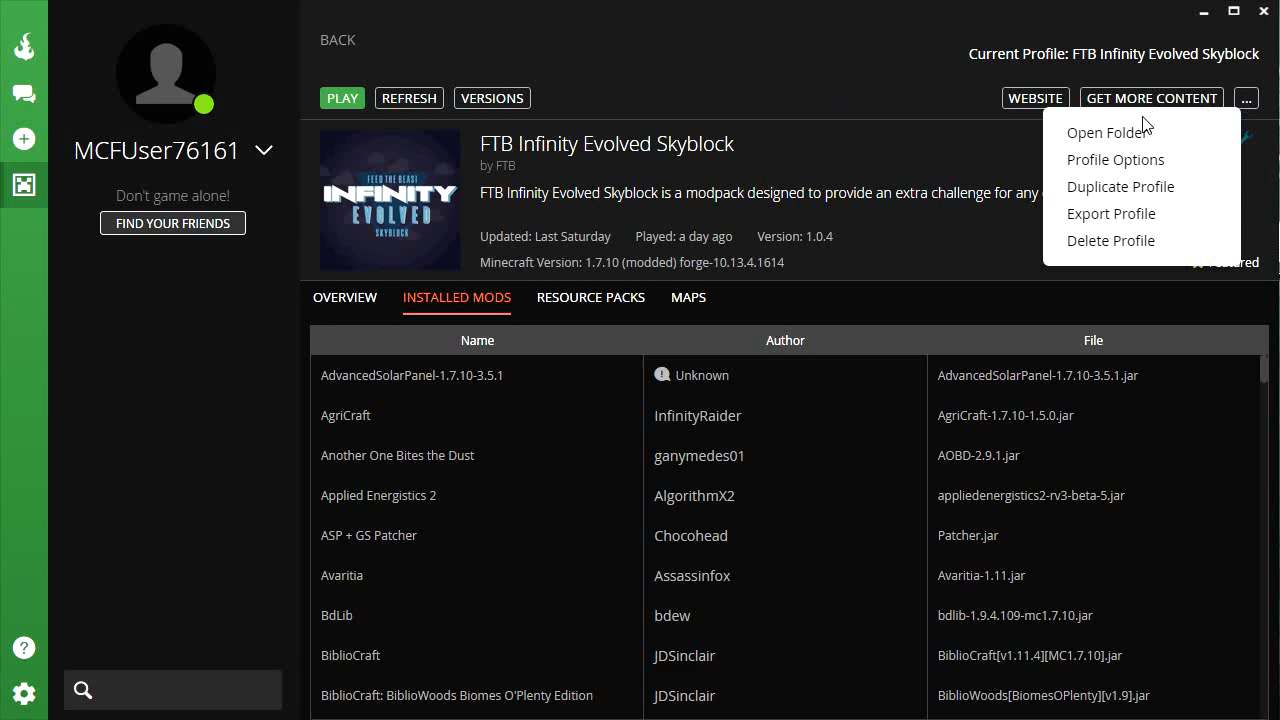 BACK
Current Profile: FTB Infinity Evolved Skyblock
PLAY REFRESH VERSIONS WEBSITE GET MORE CONTENT ...
MCFUser76161
Don't game alone!
FIND YOUR FRIENDS
FEED THE BEAST
INFINITY
EVOLVED
SKYBLOCK
FTB Infinity Evolved Skyblock
by FTB
FTB Infinity Evolved Skyblock is a modpack designed to provide an extra challenge for any
Updated: Last Saturday Played: a day ago Version: 1.0.4
Minecraft Version: 1.7.10 (modded) forge-10.13.4.1614
Open Folder
Profile Options
Duplicate Profile
Export Profile
Delete Profile
OVERVIEW INSTALLED MODS RESOURCE PACKS MAPS
Name Author File
AdvancedSolarPanel-1.7.10-3.5.1 Unknown AdvancedSolarPanel-1.7.10-3.5.1.jar
AgriCraft InfinityRaider AgriCraft-1.7.10-1.5.0.jar
Another One Bites the Dust ganymedes01 AOBD-2.9.1.jar
Applied Energistics 2 AlgorithmX2 appliedenergistics2-rv3-beta-5.jar
ASP + GS Patcher Chocohead Patcher.jar
Avaritia Assassinfox Avaritia-1.11.jar
BdLib bdew bdlib-1.9.4.109-mc1.7.10.jar
BiblioCraft JDSinclair BiblioCraft[v1.11.4][MC1.7.10].jar
BiblioCraft: BiblioWoods Biomes O'Plenty Edition JDSinclair BiblioWoods[BiomesOPlenty][v1.9].jar